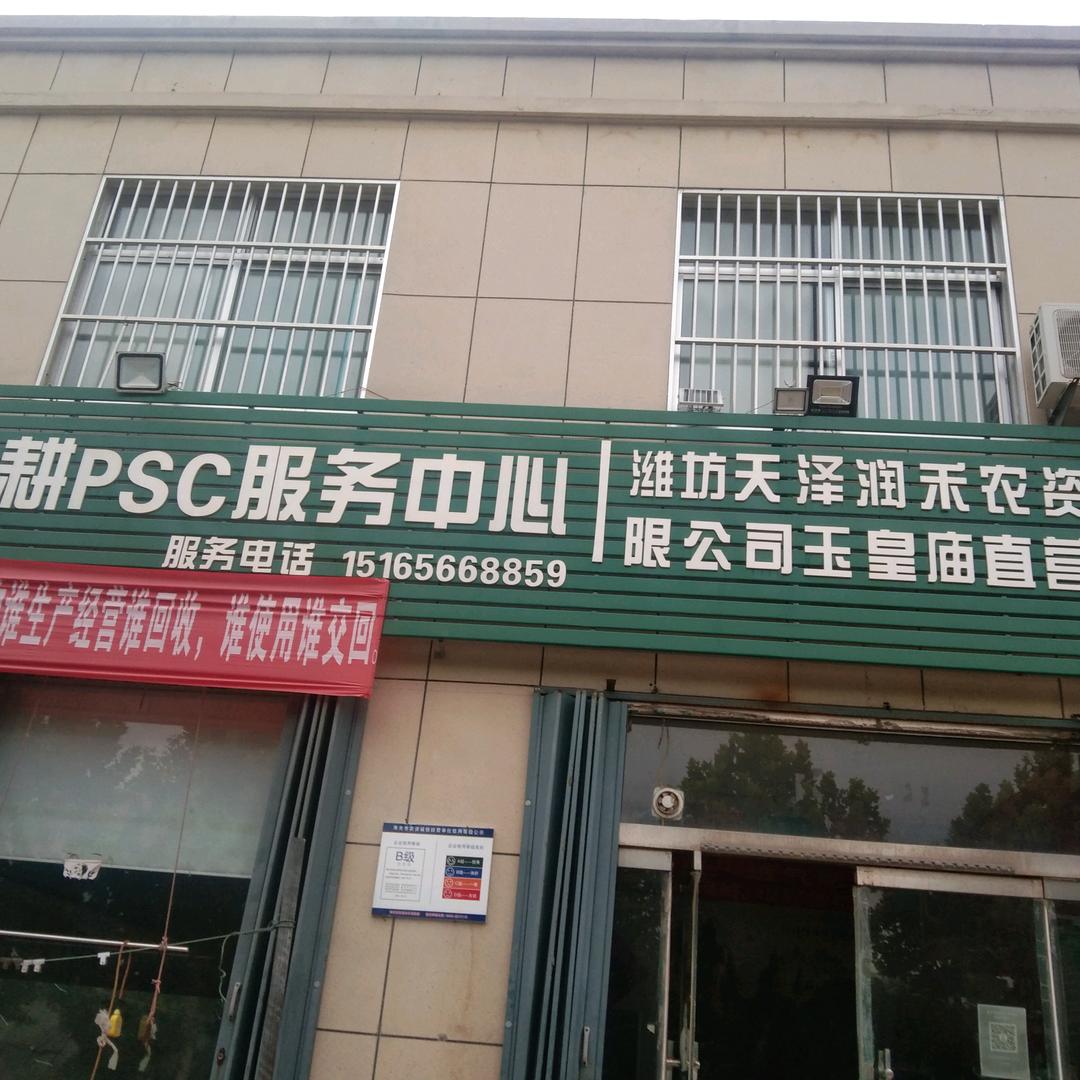 耕PSC服务中心
潍坊天泽润禾农资
限公司玉皇庙直营
服务电话 15165668859
谁生产经营谁回收，谁使用谁交回。
B级